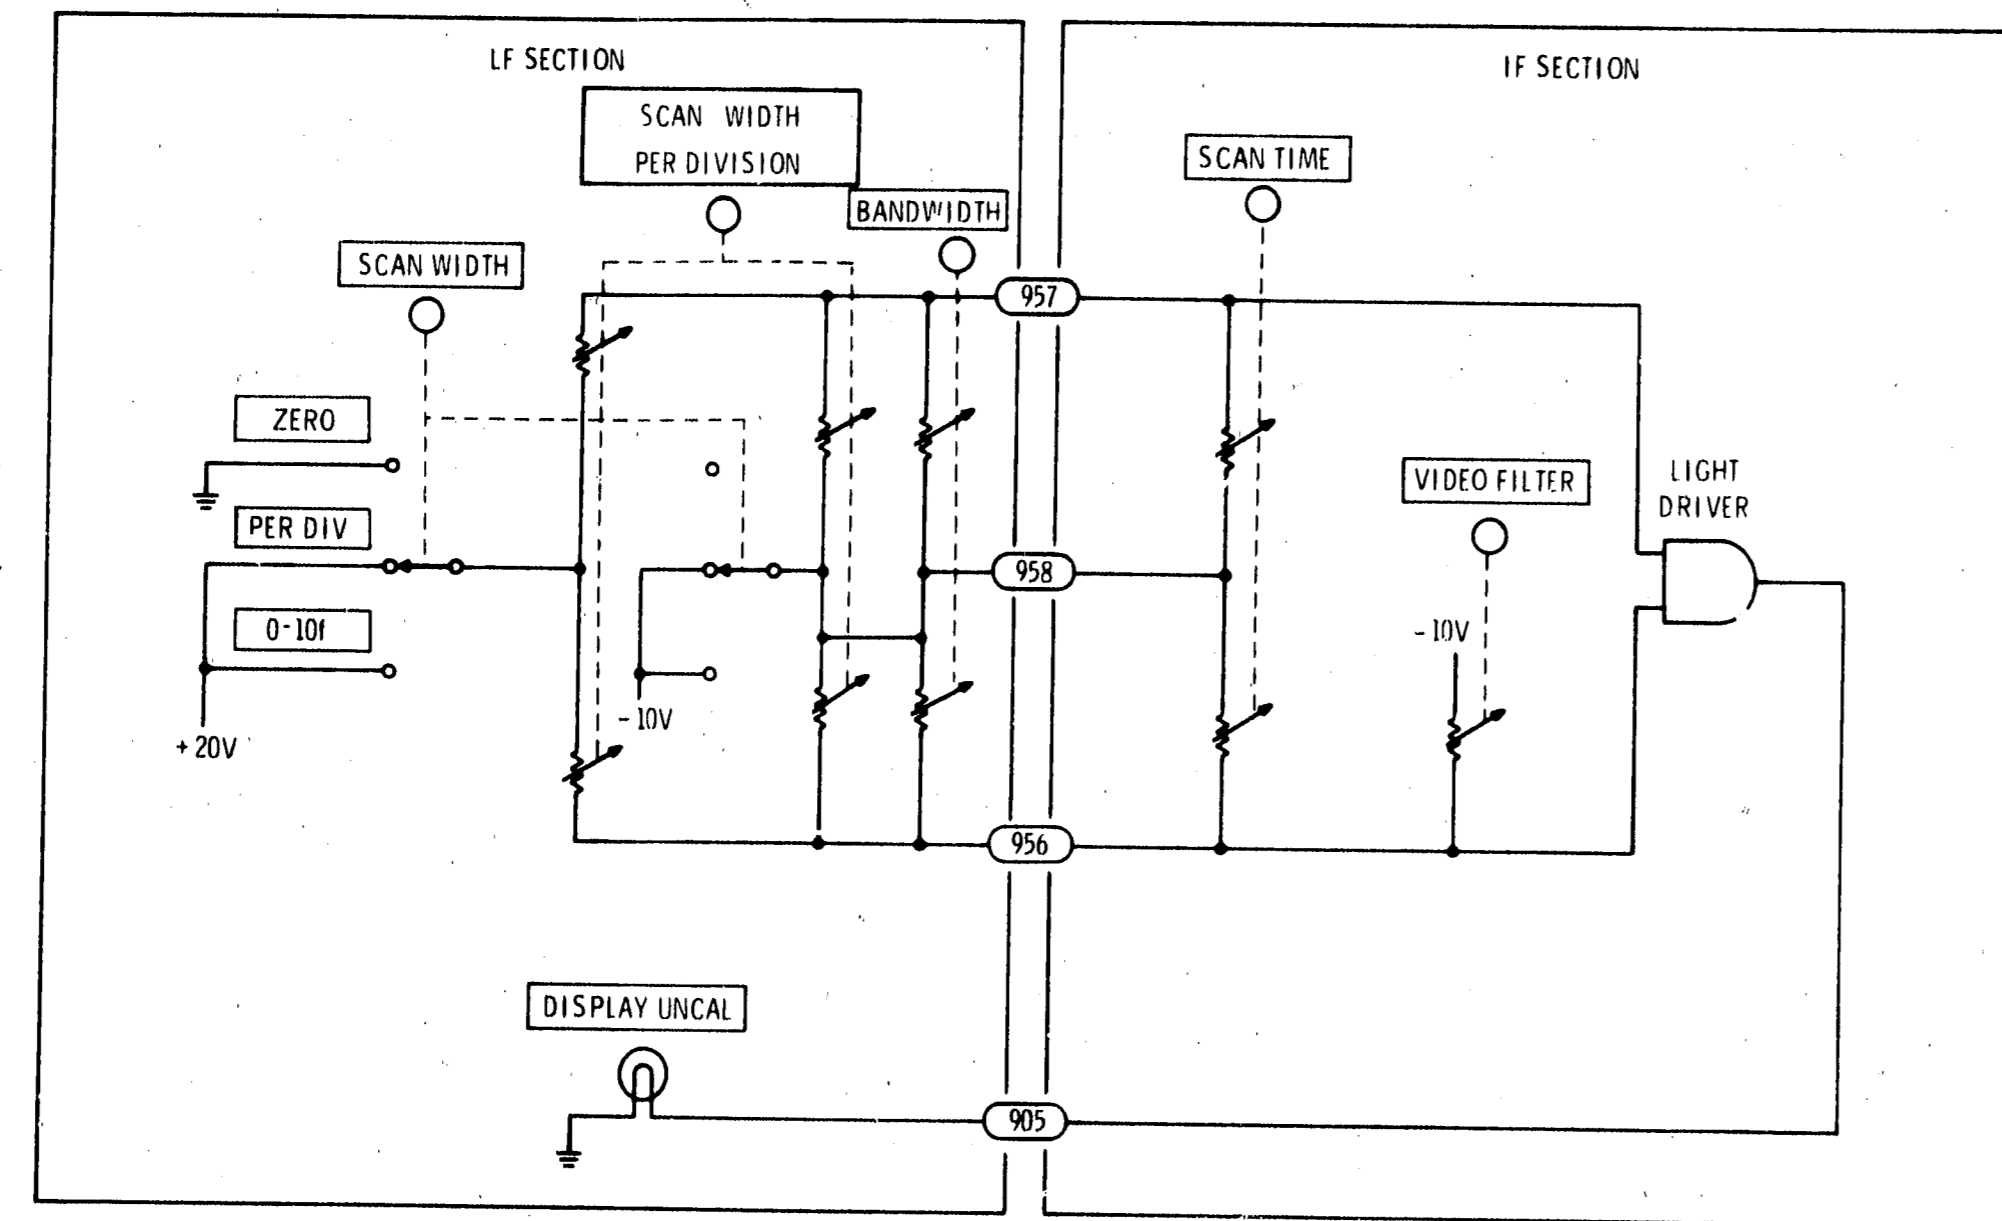 LF SECTION
IF SECTION
SCAN WIDTH
PER DIVISION
SCAN TIME
BANDWIDTH
SCAN WIDTH
957
ZERO
VIDEO FILTER
LIGHT
DRIVER
PER DIV
958
0-10f
-10V
-10V
+20V
956
DISPLAY UNCAL
905